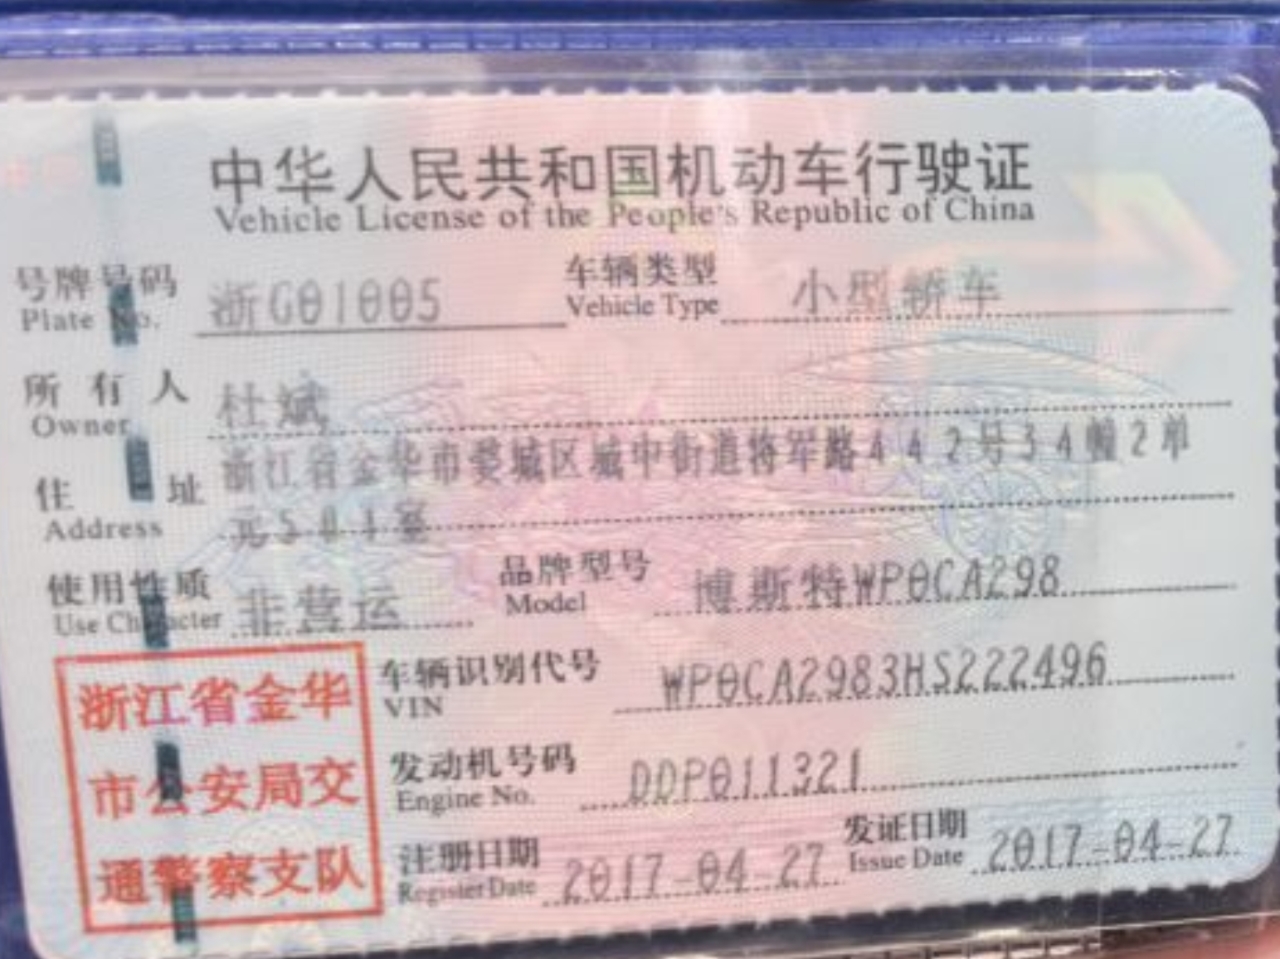 中华人民共和国机动车行驶证
Vehicle License of the People's Republic of China
号牌号码 浙G01005 车辆类型 小型轿车
Plate No. Vehicle Type
所有人 杜斌
Owner
浙江省金华市婺城区城中街道将军路442号34幢2单
住址 元501室
Address
使用性质 非营运 品牌型号 博斯特WP0CA298
Use Character Model
浙江省金华 车辆识别代号 WP0CA2983HS222496
VIN
市公安局交 发动机号码 DDP011321
Engine No.
通警察支队 注册日期 2017-04-27 发证日期 2017-04-27
Register Date Issue Date